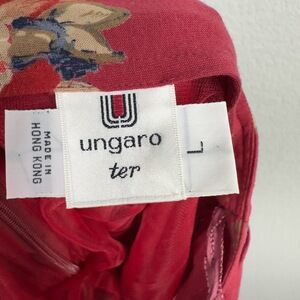 MADE IN
HONG KONG
ungaro
ter
L